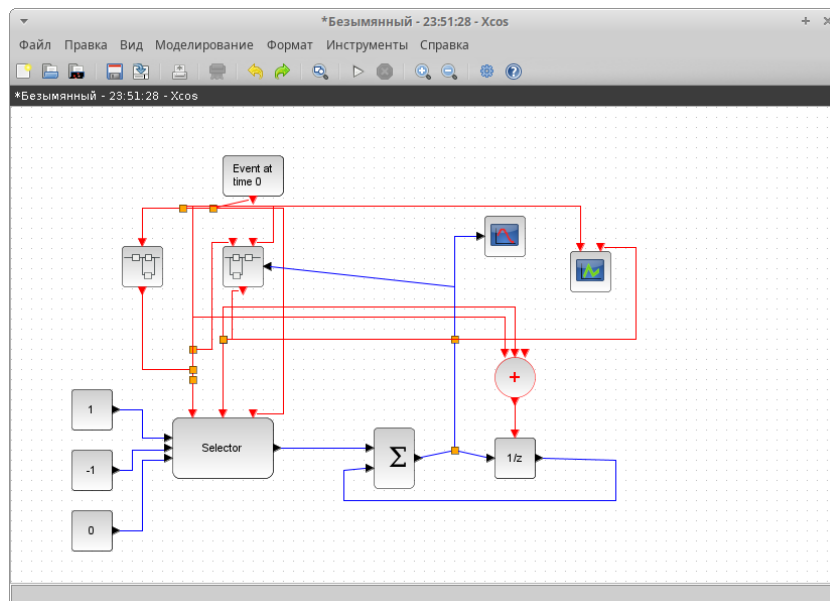 *Безымянный - 23:51:28 - Xcos
Файл Правка Вид Моделирование Формат Инструменты Справка
*Безымянный - 23:51:28 - Xcos
Event at
time 0
+
1
Selector
Σ
-1
1/z
0